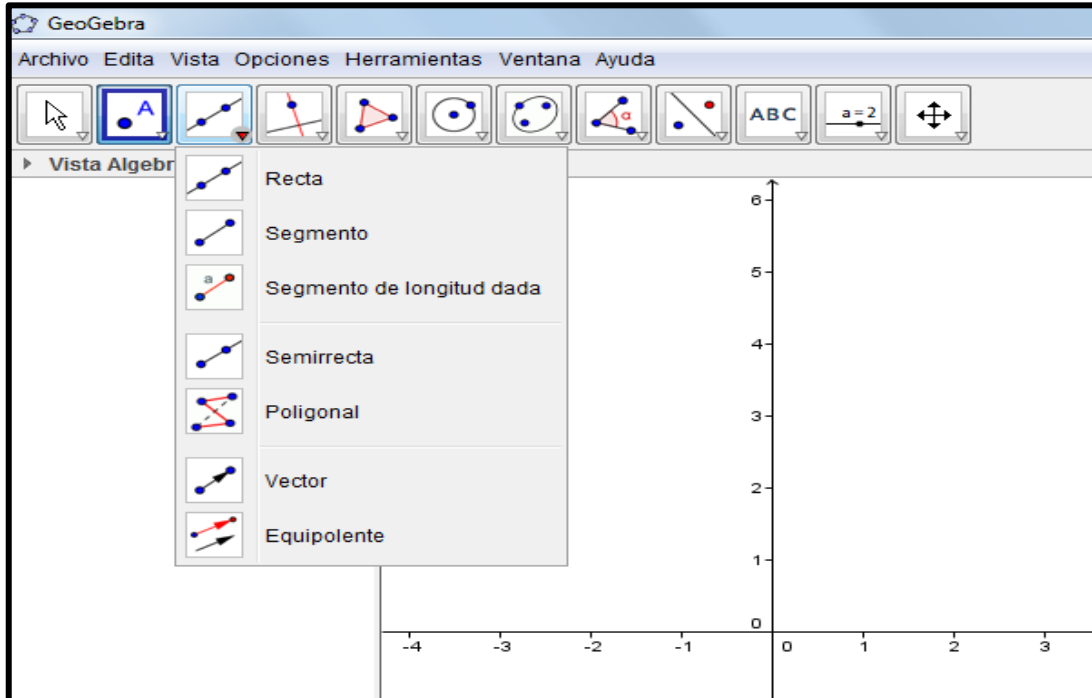 GeoGebra
Archivo Edita Vista Opciones Herramientas Ventana Ayuda
A α ABC a=2
Vista Algebr
Recta
Segmento
a
Segmento de longitud dada
Semirrecta
Poligonal
Vector
Equipolente
6
5
4
3
2
1
0
-4 -3 -2 -1 0 1 2 3